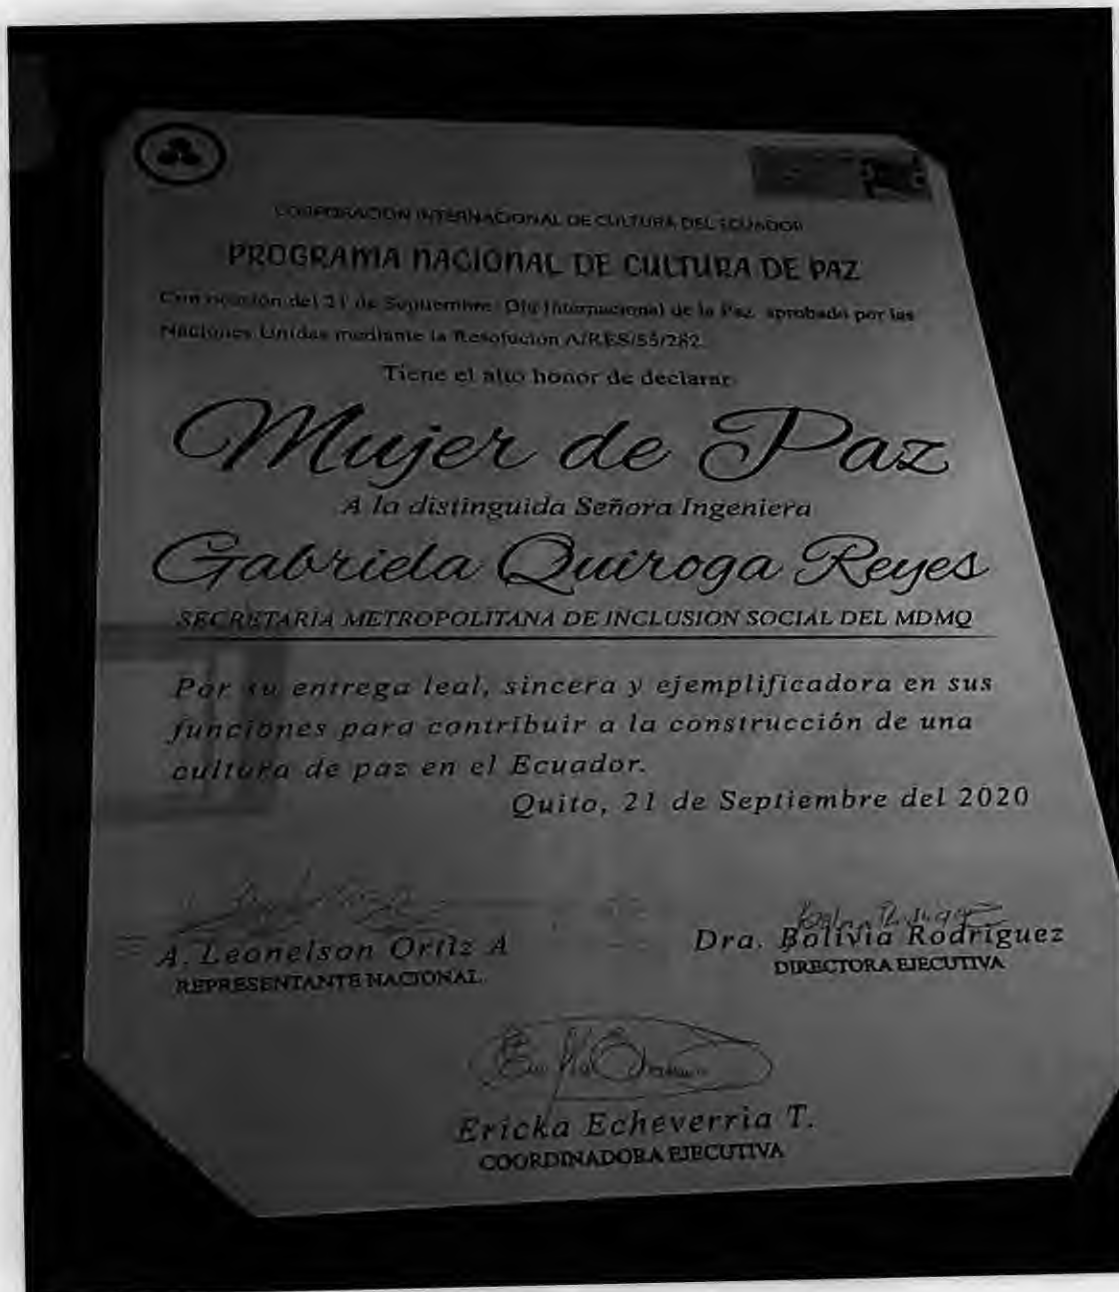 CORPORACION INTERNACIONAL DE CULTURA DEL ECUADOR
PROGRAMA NACIONAL DE CULTURA DE PAZ
Con ocasión del 21 de Septiembre: Día Internacional de la Paz, aprobado por las
Naciones Unidas mediante la Resolución A/RES/55/282.
Tiene el alto honor de declarar:
Mujer de Paz
A la distinguida Señora Ingeniera
Gabriela Quiroga Reyes
SECRETARIA METROPOLITANA DE INCLUSION SOCIAL DEL MDMQ
Por su entrega leal, sincera y ejemplificadora en sus
funciones para contribuir a la construcción de una
cultura de paz en el Ecuador.
Quito, 21 de Septiembre del 2020
A. Leonelson Ortiz A
REPRESENTANTE NACIONAL
Dra. Bolivia Rodríguez
DIRECTORA EJECUTIVA
Ericka Echeverria T.
COORDINADORA EJECUTIVA